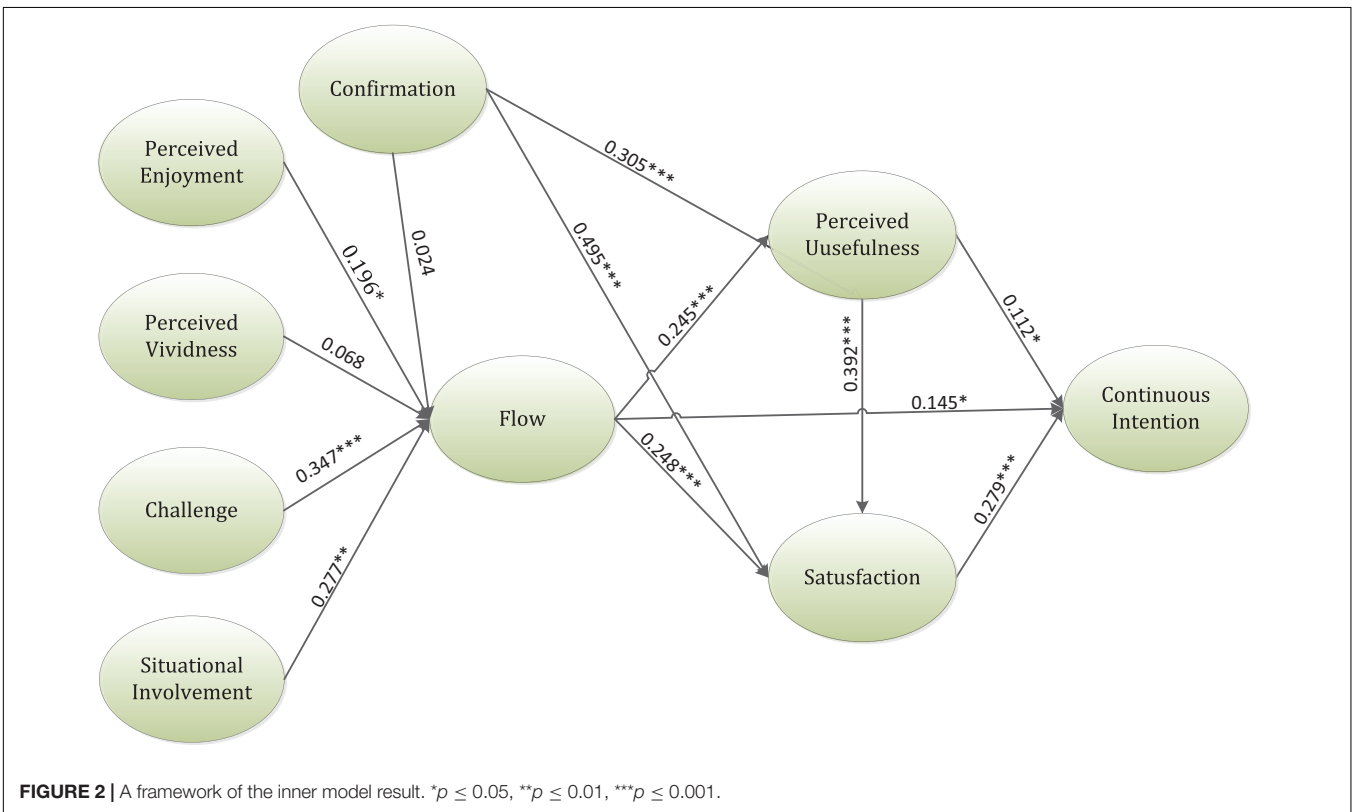 Confirmation
Perceived
Enjoyment
0.305***
Perceived
Uusefulness
0.495***
0.024
0.196*
Perceived
Vividness
0.068
0.245***
0.112*
0.392***
Flow
0.145*
Continuous
Intention
0.347***
0.248***
Challenge
0.279***
0.277**
Satusfaction
Situational
Involvement
FIGURE 2 | A framework of the inner model result. *p ≤ 0.05, **p ≤ 0.01, ***p ≤ 0.001.